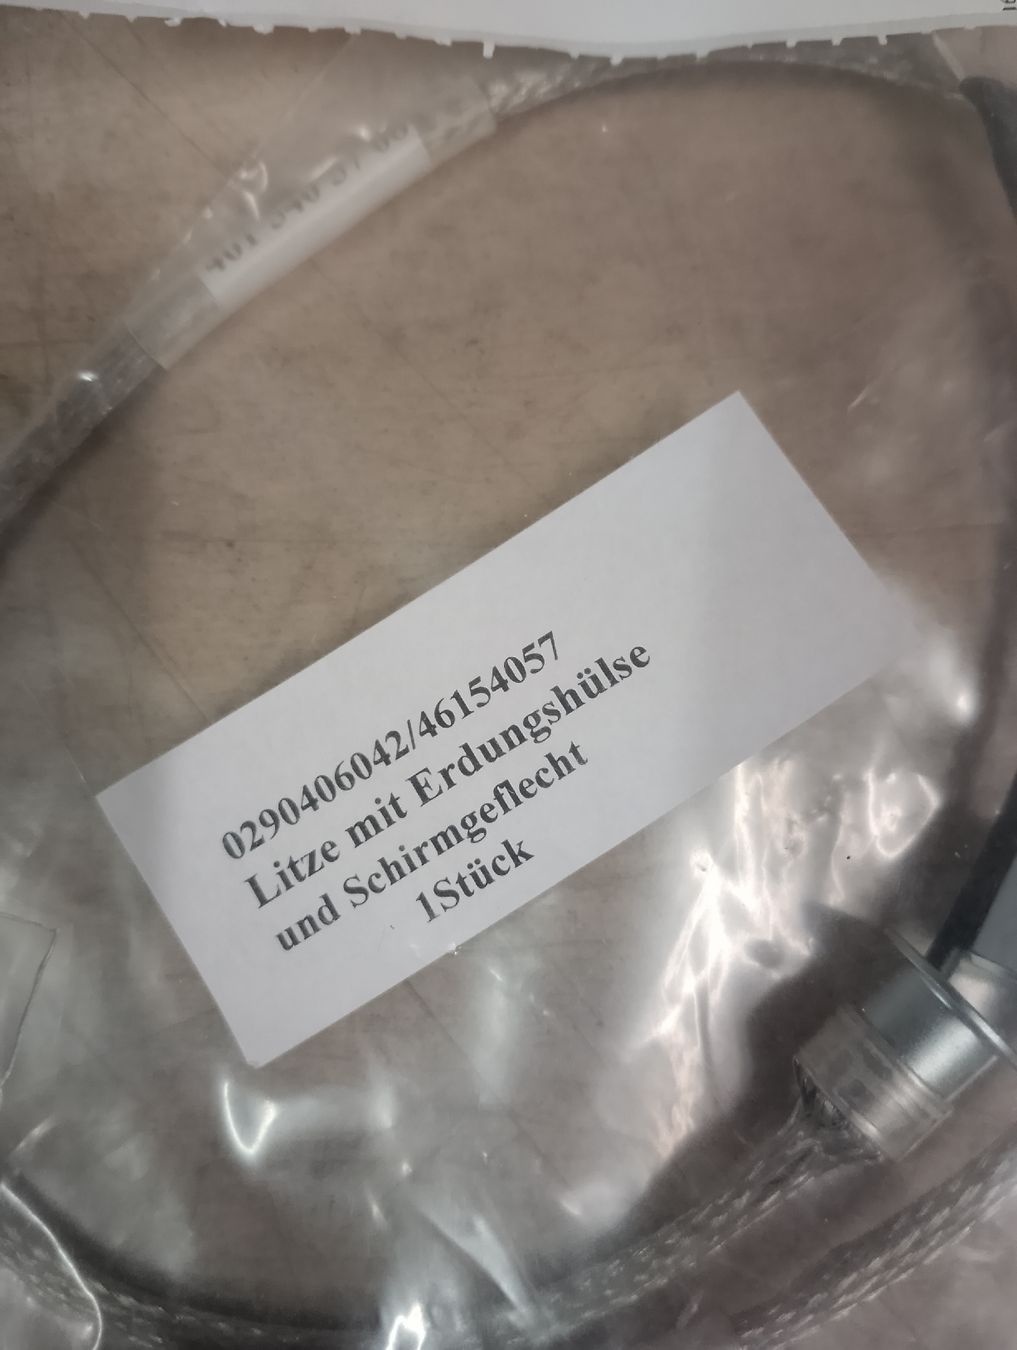 0290406042/46154057
Litze mit Erdungshülse
und Schirmgeflecht
1Stück